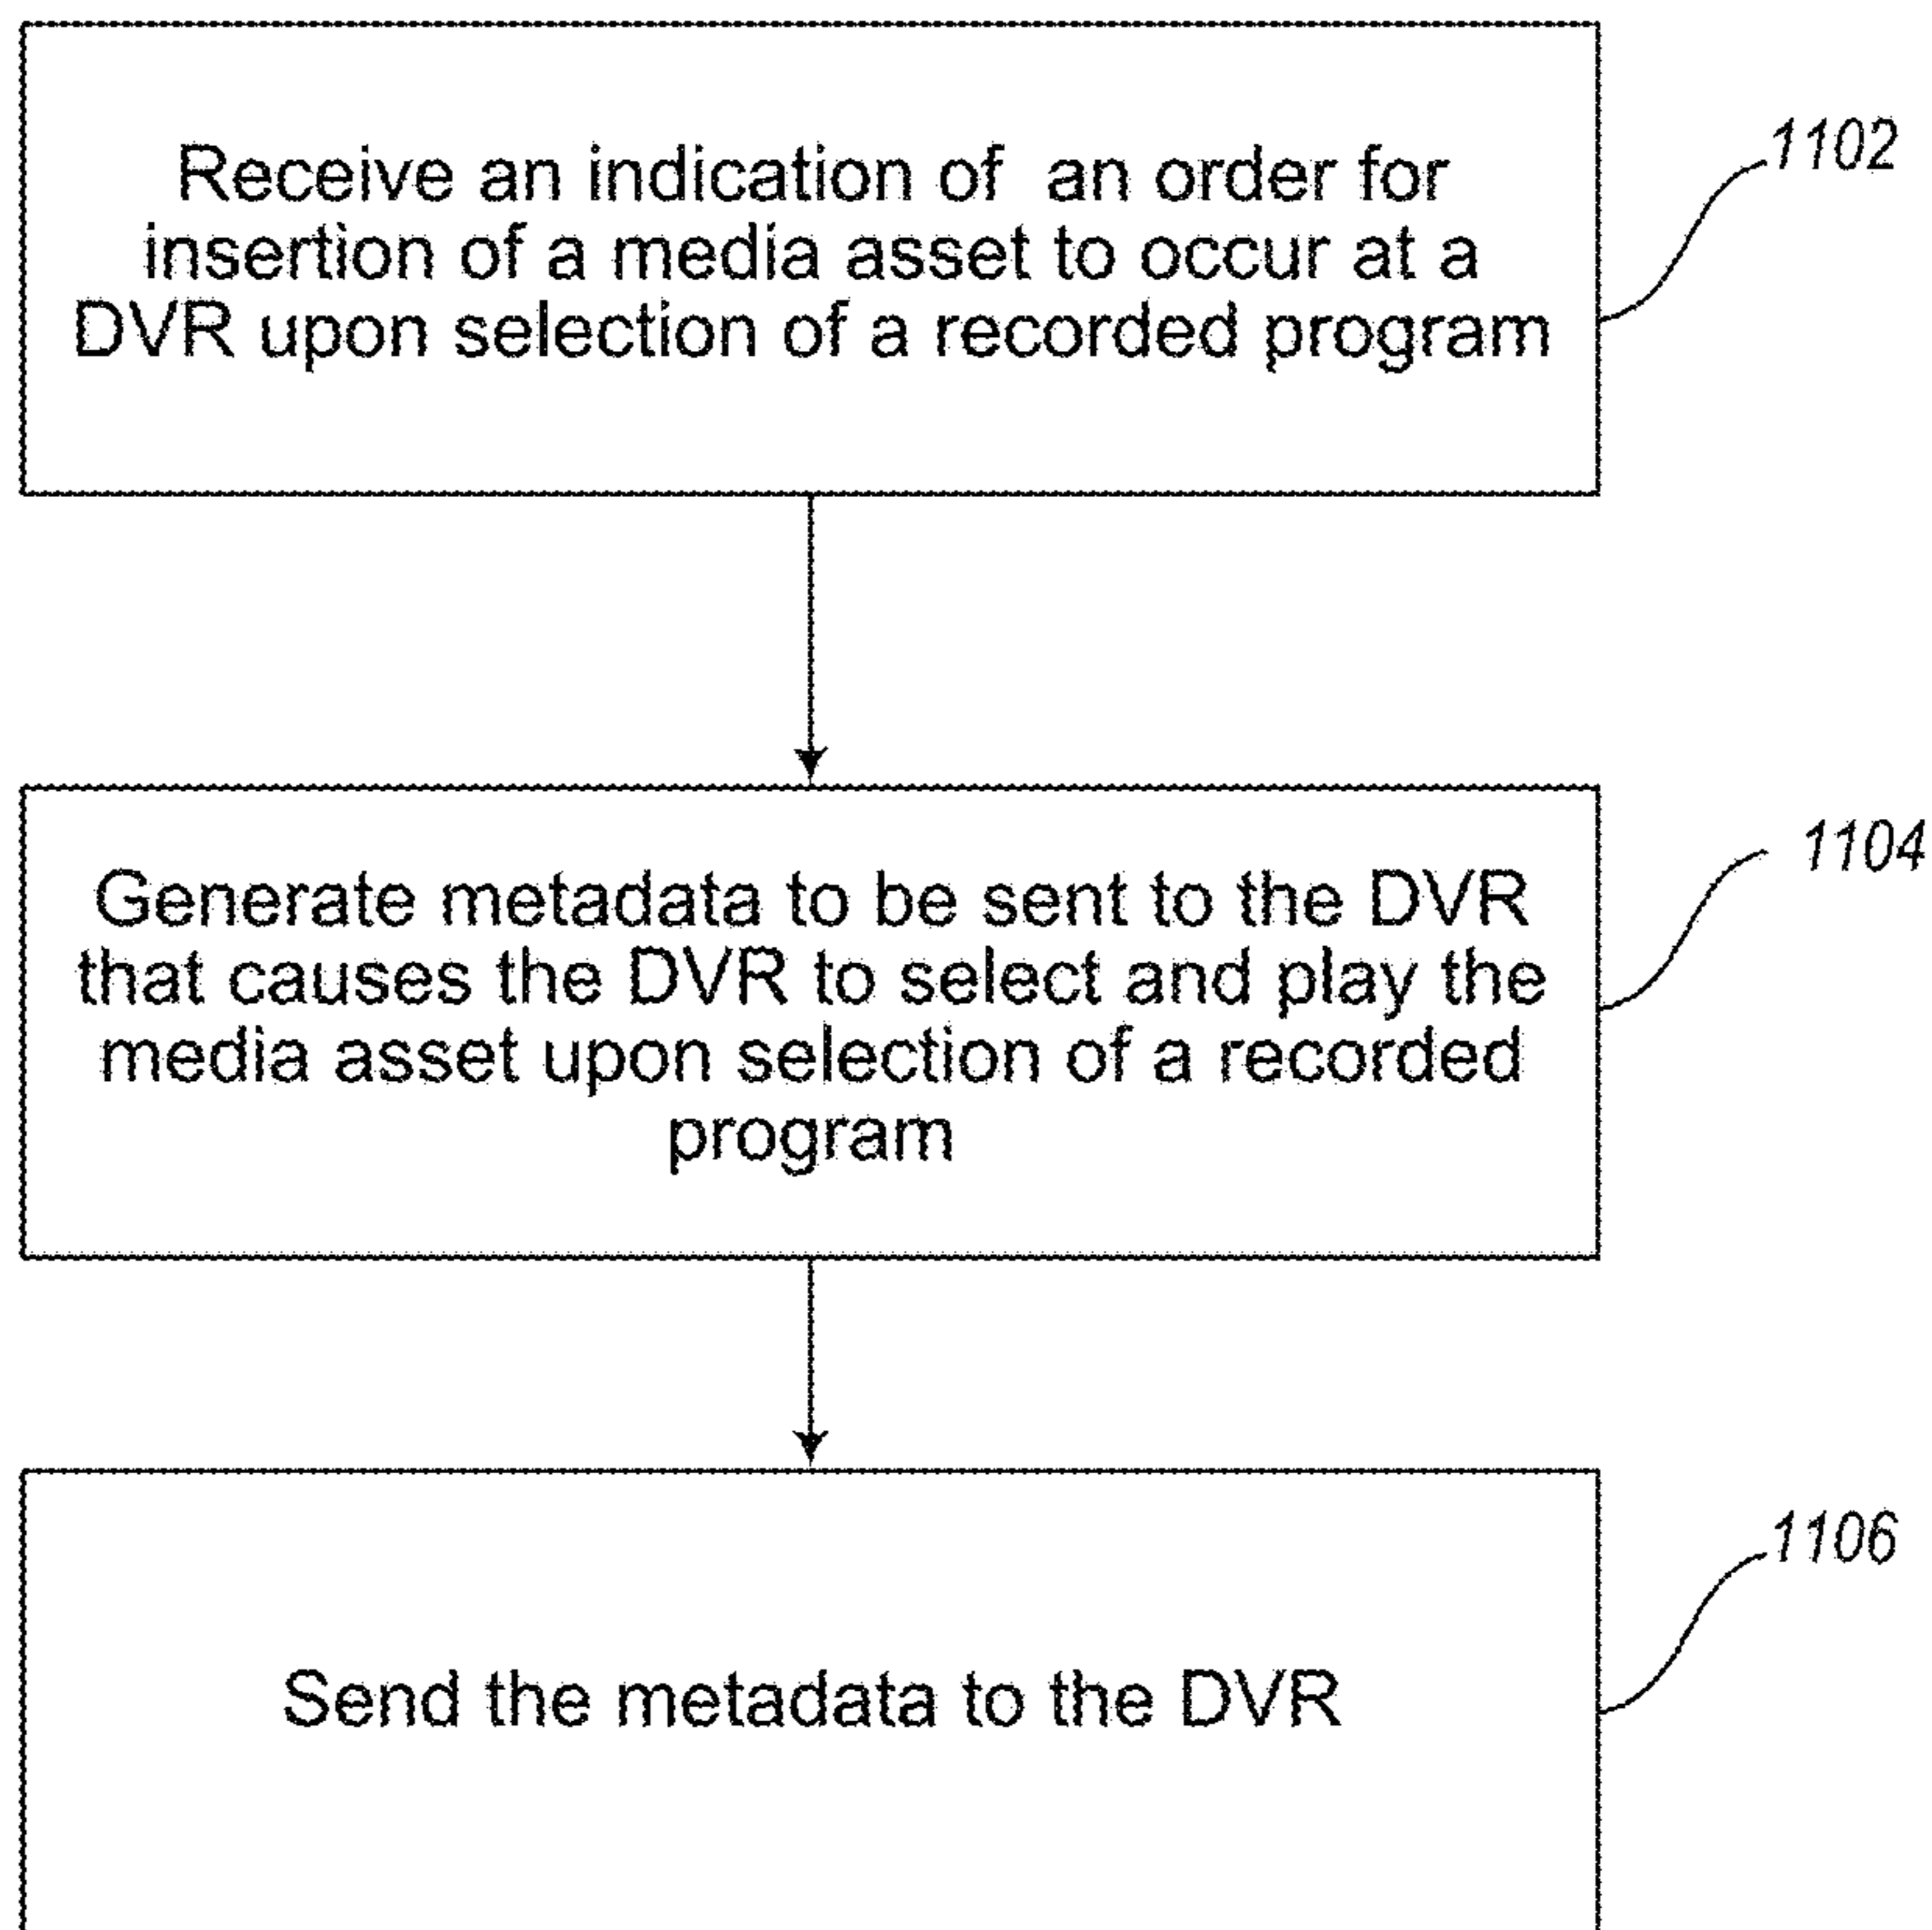 Receive an indication of an order for
insertion of a media asset to occur at a
DVR upon selection of a recorded program
1102
Generate metadata to be sent to the DVR
that causes the DVR to select and play the
media asset upon selection of a recorded
program
1104
Send the metadata to the DVR
1106